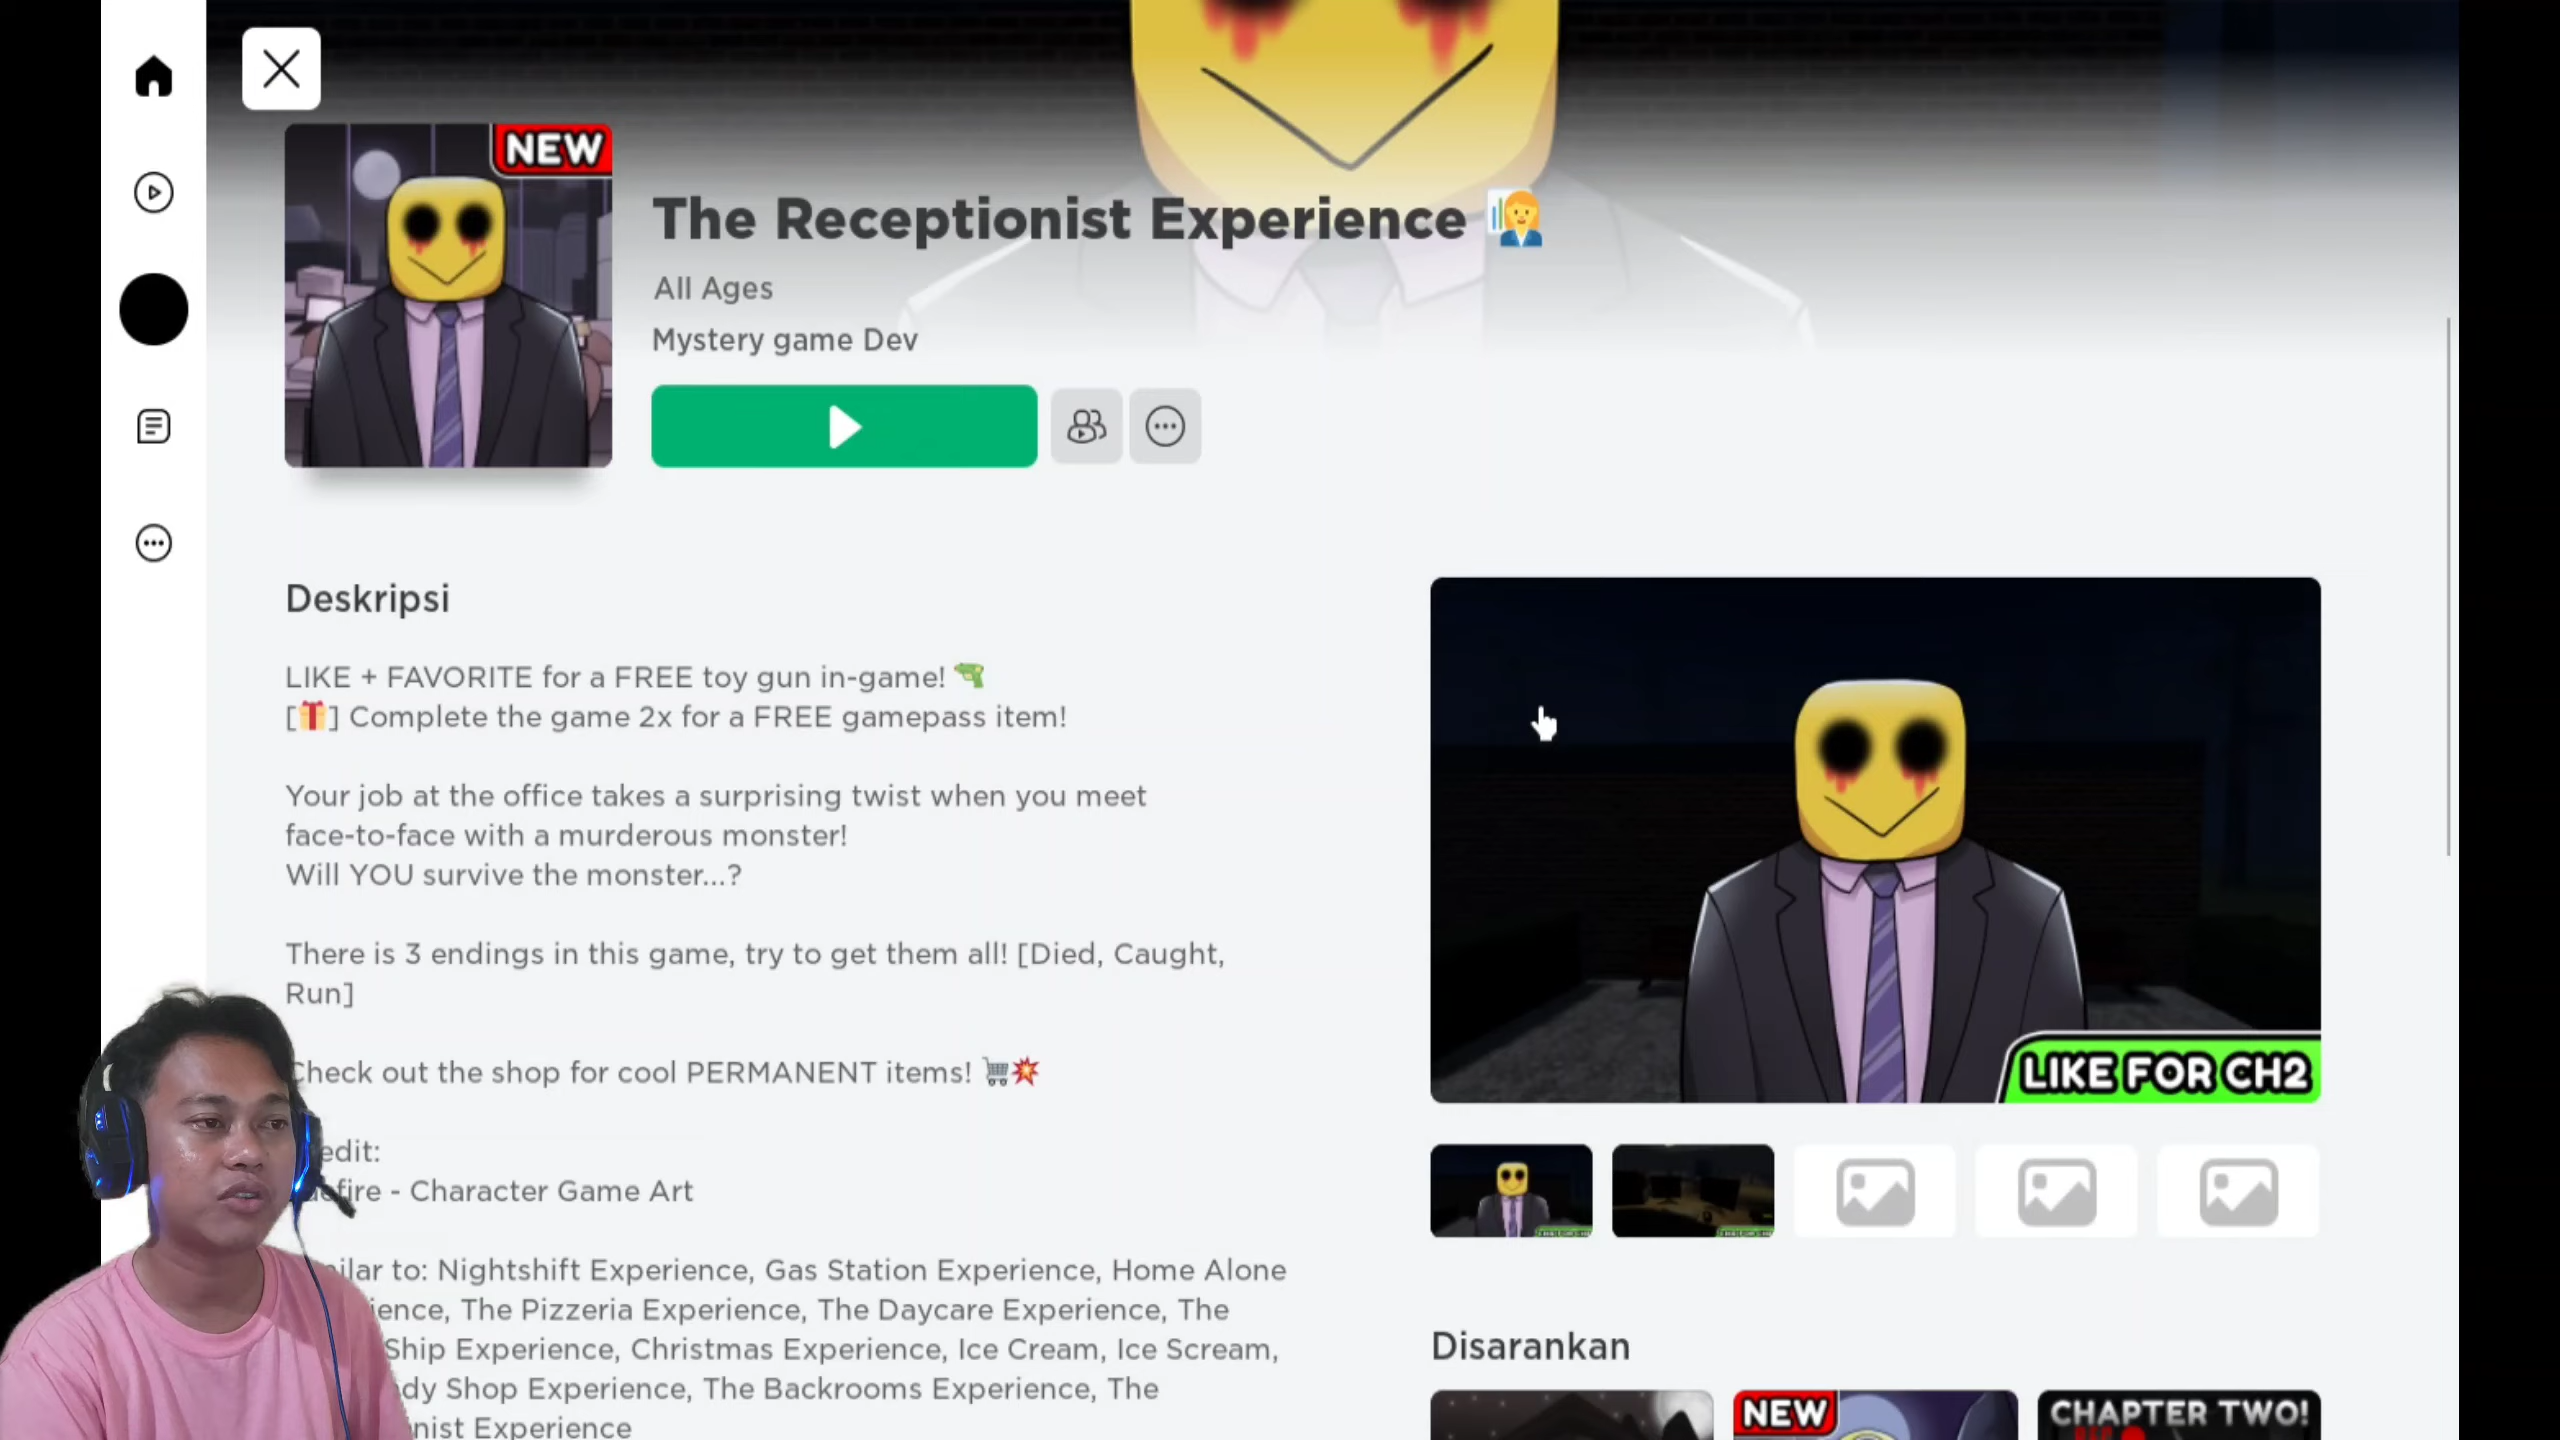 NEW
The Receptionist Experience
All Ages
Mystery game Dev
Deskripsi
LIKE + FAVORITE for a FREE toy gun in-game!
[🎁] Complete the game 2x for a FREE gamepass item!
Your job at the office takes a surprising twist when you meet
face-to-face with a murderous monster!
Will YOU survive the monster...?
There is 3 endings in this game, try to get them all! [Died, Caught,
Run]
Check out the shop for cool PERMANENT items!
edit:
fire - Character Game Art
ilar to: Nightshift Experience, Gas Station Experience, Home Alone
ience, The Pizzeria Experience, The Daycare Experience, The
Ship Experience, Christmas Experience, Ice Cream, Ice Scream,
dy Shop Experience, The Backrooms Experience, The
nist Experience
LIKE FOR CH2
Disarankan
NEW
CHAPTER TWO!